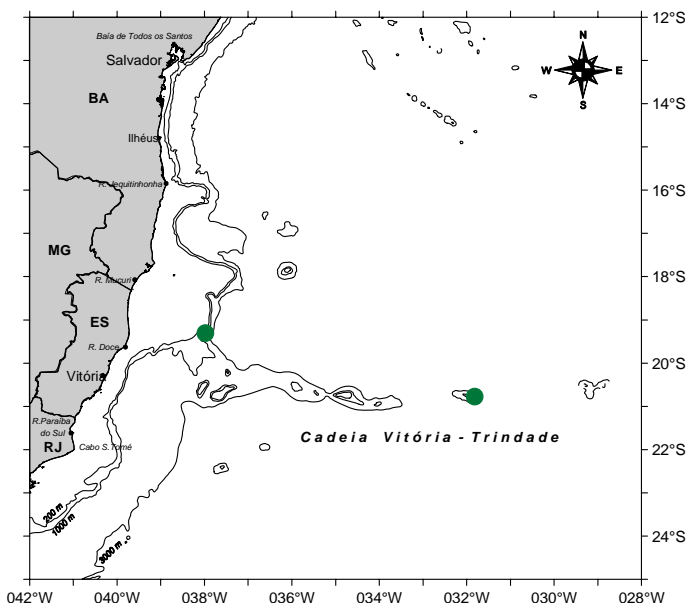 12°S
Baía de Todos os Santos
Salvador
N
W
E
S
BA
14°S
Ilhéus
R. Jequitinhonha
16°S
MG
R. Mucuri
18°S
ES
R. Doce
20°S
Vitória
R.Paraíba
do Sul
RJ
Cabo S.Tomé
Cadeia Vitória - Trindade
22°S
200 m
1000 m
3000 m
24°S
042°W
040°W
038°W
036°W
034°W
032°W
030°W
028°W